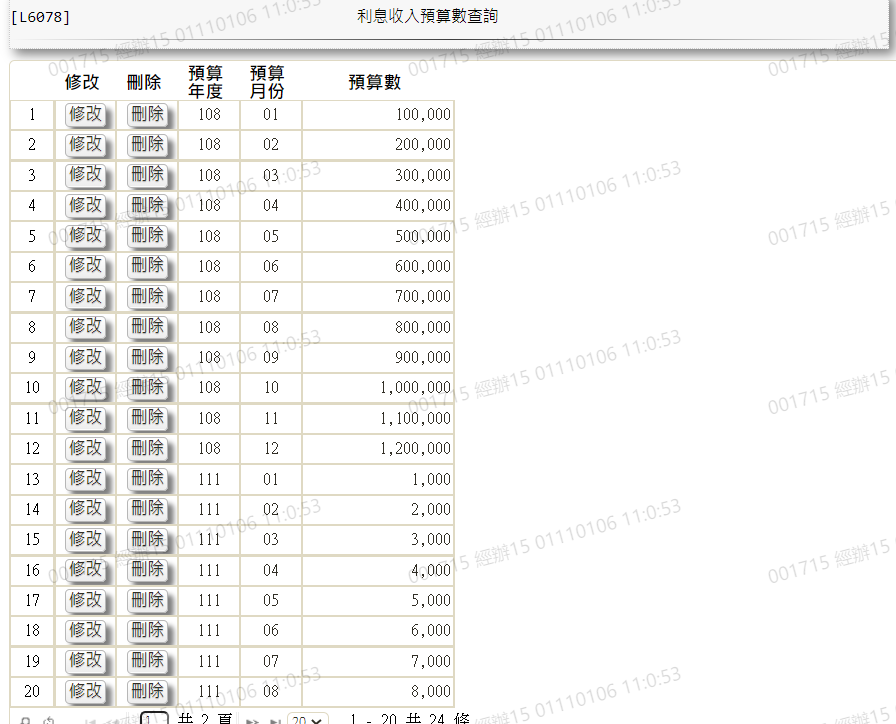 [L6078] 利息收入預算數查詢
001715 經辦15 01110106 11:0:53
修改 刪除 預算年度 預算月份 預算數
1 修改 刪除 108 01 100,000
2 修改 刪除 108 02 200,000
3 修改 刪除 108 03 300,000
4 修改 刪除 108 04 400,000
5 修改 刪除 108 05 500,000
6 修改 刪除 108 06 600,000
7 修改 刪除 108 07 700,000
8 修改 刪除 108 08 800,000
9 修改 刪除 108 09 900,000
10 修改 刪除 108 10 1,000,000
11 修改 刪除 108 11 1,100,000
12 修改 刪除 108 12 1,200,000
13 修改 刪除 111 01 1,000
14 修改 刪除 111 02 2,000
15 修改 刪除 111 03 3,000
16 修改 刪除 111 04 4,000
17 修改 刪除 111 05 5,000
18 修改 刪除 111 06 6,000
19 修改 刪除 111 07 7,000
20 修改 刪除 111 08 8,000
1 共 2 頁 20 1 - 20 共 24 條